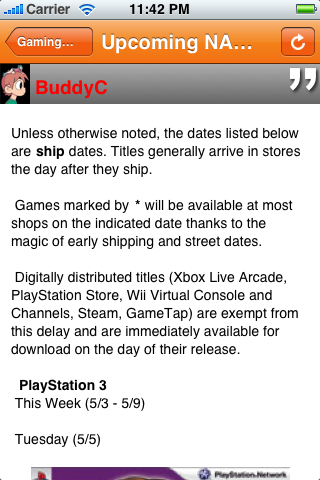 Carrier 11:42 PM
Gaming... Upcoming NA...
BuddyC
Unless otherwise noted, the dates listed below
are ship dates. Titles generally arrive in stores
the day after they ship.
Games marked by * will be available at most
shops on the indicated date thanks to the
magic of early shipping and street dates.
Digitally distributed titles (Xbox Live Arcade,
PlayStation Store, Wii Virtual Console and
Channels, Steam, GameTap) are exempt from
this delay and are immediately available for
download on the day of their release.
PlayStation 3
This Week (5/3 - 5/9)
Tuesday (5/5)
PlayStation.Network